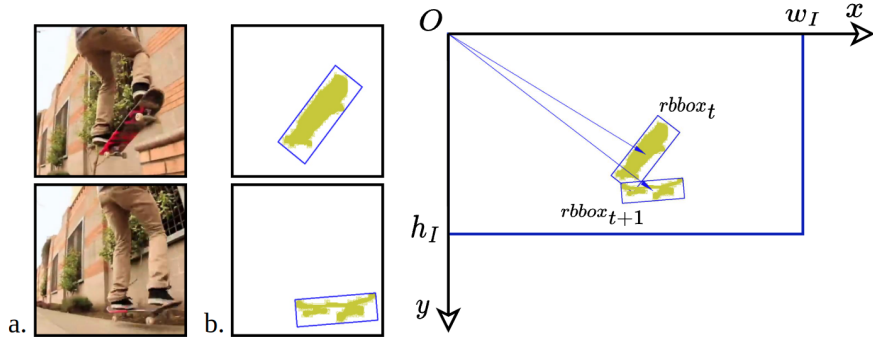 a.
b.
O
w_I
x
rbbox_t
rbbox_{t+1}
h_I
y